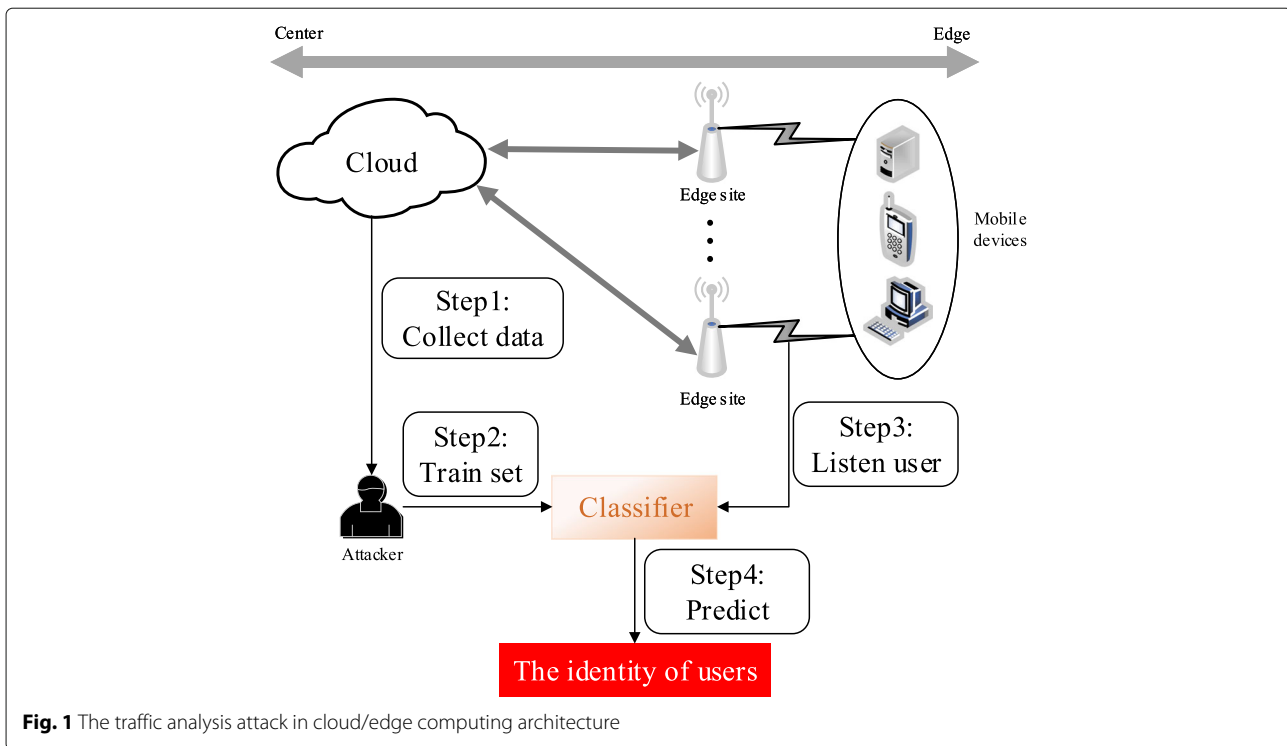 Center
Edge
Cloud
Edge site
Mobile
devices
Step1:
Collect data
Edge site
Step2:
Train set
Step3:
Listen user
Classifier
Attacker
Step4:
Predict
The identity of users
Fig. 1 The traffic analysis attack in cloud/edge computing architecture